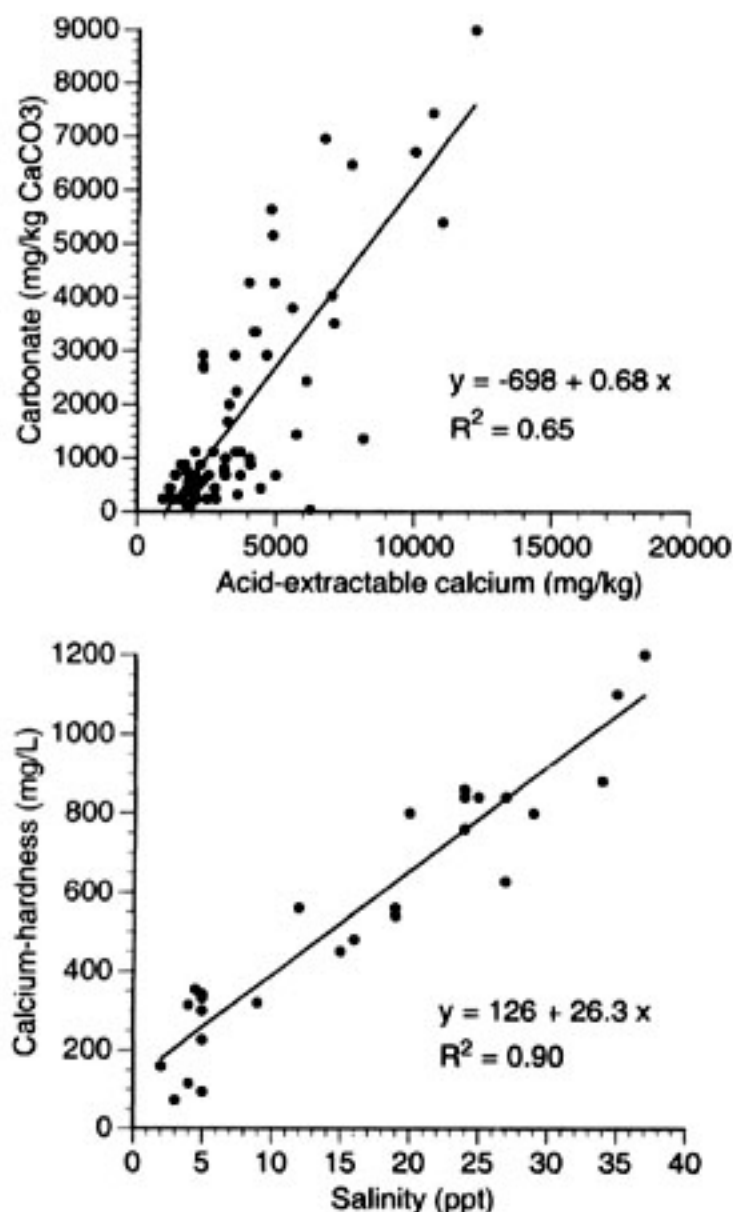 9000
8000
7000
6000
5000
4000
3000
2000
1000
0
Carbonate (mg/kg CaCO3)
y = -698 + 0.68 x
R² = 0.65
0 5000 10000 15000 20000
Acid-extractable calcium (mg/kg)
1200
1000
800
600
400
200
0
Calcium-hardness (mg/L)
y = 126 + 26.3 x
R² = 0.90
0 5 10 15 20 25 30 35 40
Salinity (ppt)